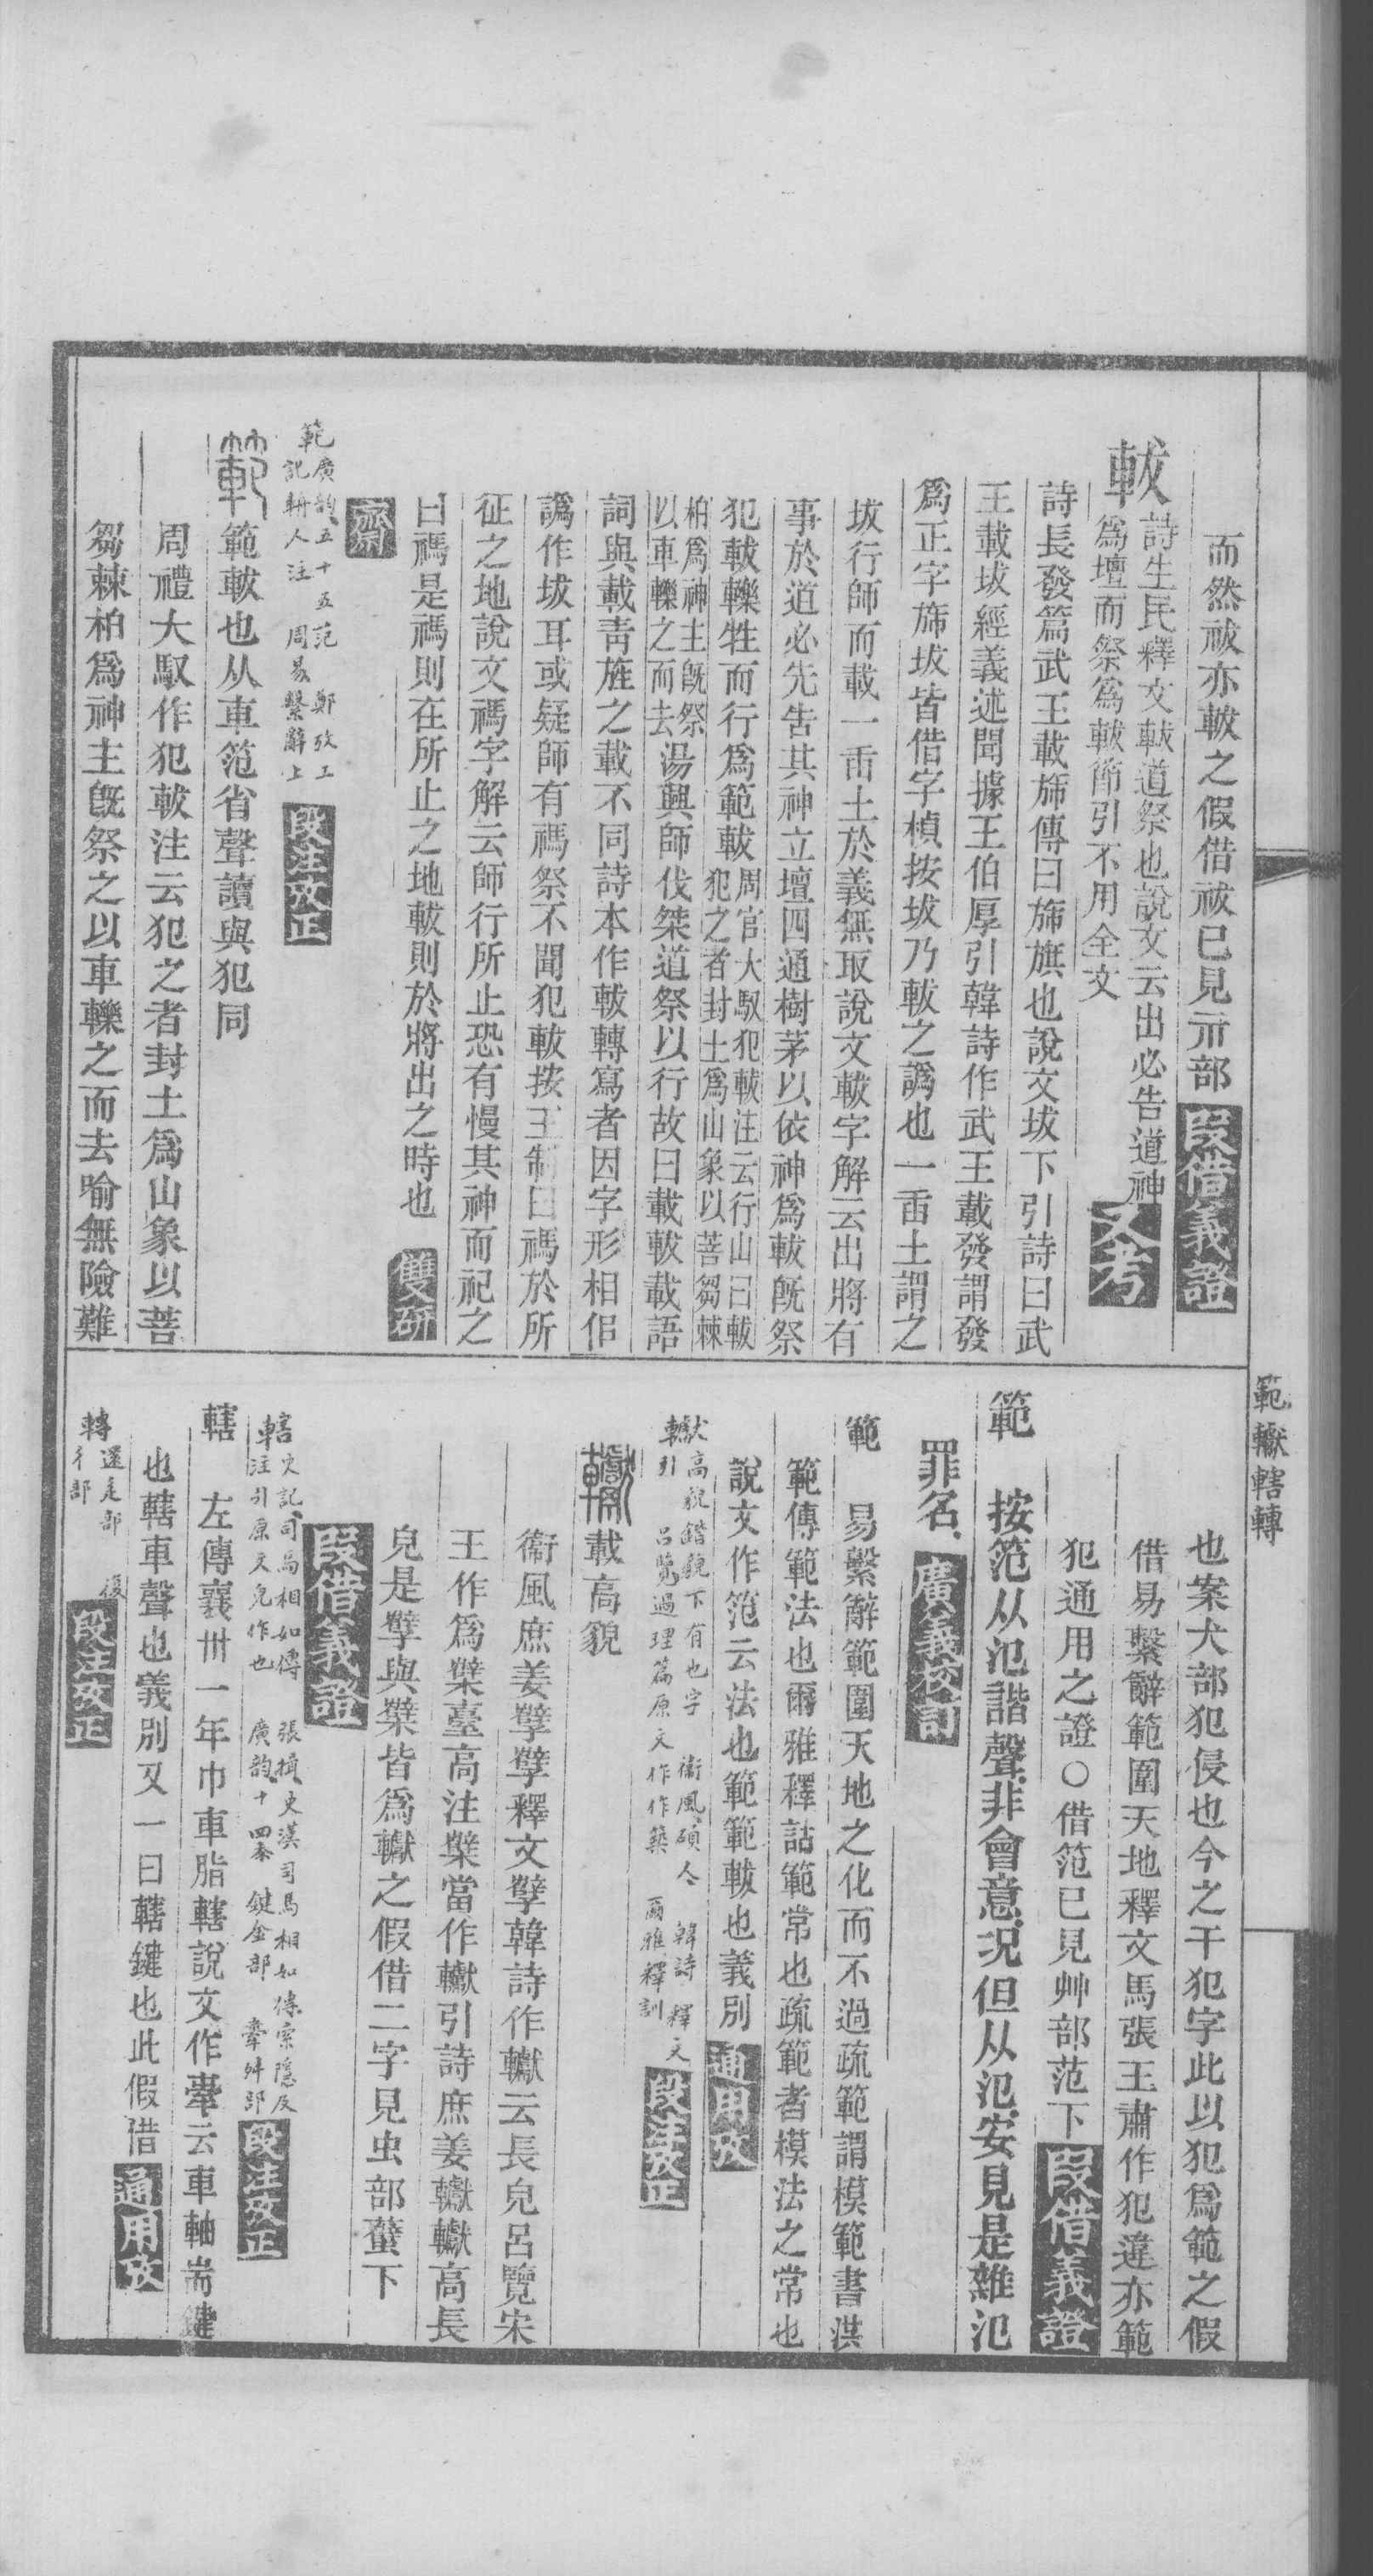 而然祓亦軷之假借祓已見示部 叚借義證
軷 詩生民釋文軷道祭也說文云出必告道神
爲壇而祭爲軷節引不用全文 又考
詩長發篇武王載斾傳曰斾旗也說文坺下引詩曰武
王載坺經義述聞據王伯厚引韓詩作武王載發謂發
爲正字斾坺皆借字楨按坺乃軷之譌也一臿土謂之
坺行師而載一臿土於義無取說文軷字解云出將有
事於道必先告其神立壇四通樹茅以依神爲軷旣祭
犯軷轢牲而行爲範軷 周官大馭犯軷注云行山曰軷
犯之者封土爲山象以菩芻棘
柏爲神主旣祭
以車轢之而去 湯興師伐桀道祭以行故曰載軷載語
詞與載靑旌之載不同詩本作軷轉寫者因字形相佀
譌作坺耳或疑師有禡祭不聞犯軷按王制曰禡於所
征之地說文禡字解云師行所止恐有慢其神而祀之
曰禡是禡則在所止之地軷則於將出之時也 雙硏
齋
範 廣韵五十五范 鄭攷工
記輈人注 周易繫辭上 段注攷正
範軷也从車笵省聲讀與犯同
周禮大馭作犯軷注云犯之者封土爲山象以菩
芻棘柏爲神主旣祭之以車轢之而去喻無險難
範轙轄轉
也案犬部犯侵也今之干犯字此以犯爲範之假
借易繫辭範圍天地釋文馬張王肅作犯違亦範
犯通用之證○借笵已見艸部范下 叚借義證
範 按笵从氾諧聲非會意況但从氾安見是雜氾
罪名 廣義校訂
範 易繫辭範圍天地之化而不過疏範謂模範書洪
範傳範法也爾雅釋詁範常也疏範者模法之常也
說文作笵云法也範範軷也義別 通用攷
轙 高皃鍇貌下有也字 衞風碩人 韓詩 釋文
引 呂覽過理篇原文作作櫱 爾雅釋訓 段注攷正
載高貌
衞風庶姜孼孼釋文孼韓詩作𨏜云長皃呂覽宋
王作爲櫱臺高注櫱當作𨏜引詩庶姜𨏜𨏜高長
皃是孼與櫱皆爲𨏜之假借二字見虫部蠥下
叚借義證
轄 史記司馬相如傳 張揖 史漢司馬相如傳索隱反
注引原文皃作也 廣韵十四泰 鍵金部 舝舛部 段注攷正
轄 左傳襄卅一年巾車脂轄說文作舝云車軸耑鍵
也轄車聲也義別又一曰轄鍵也此假借 通用攷
轉 還辵部 復
彳部 段注攷正